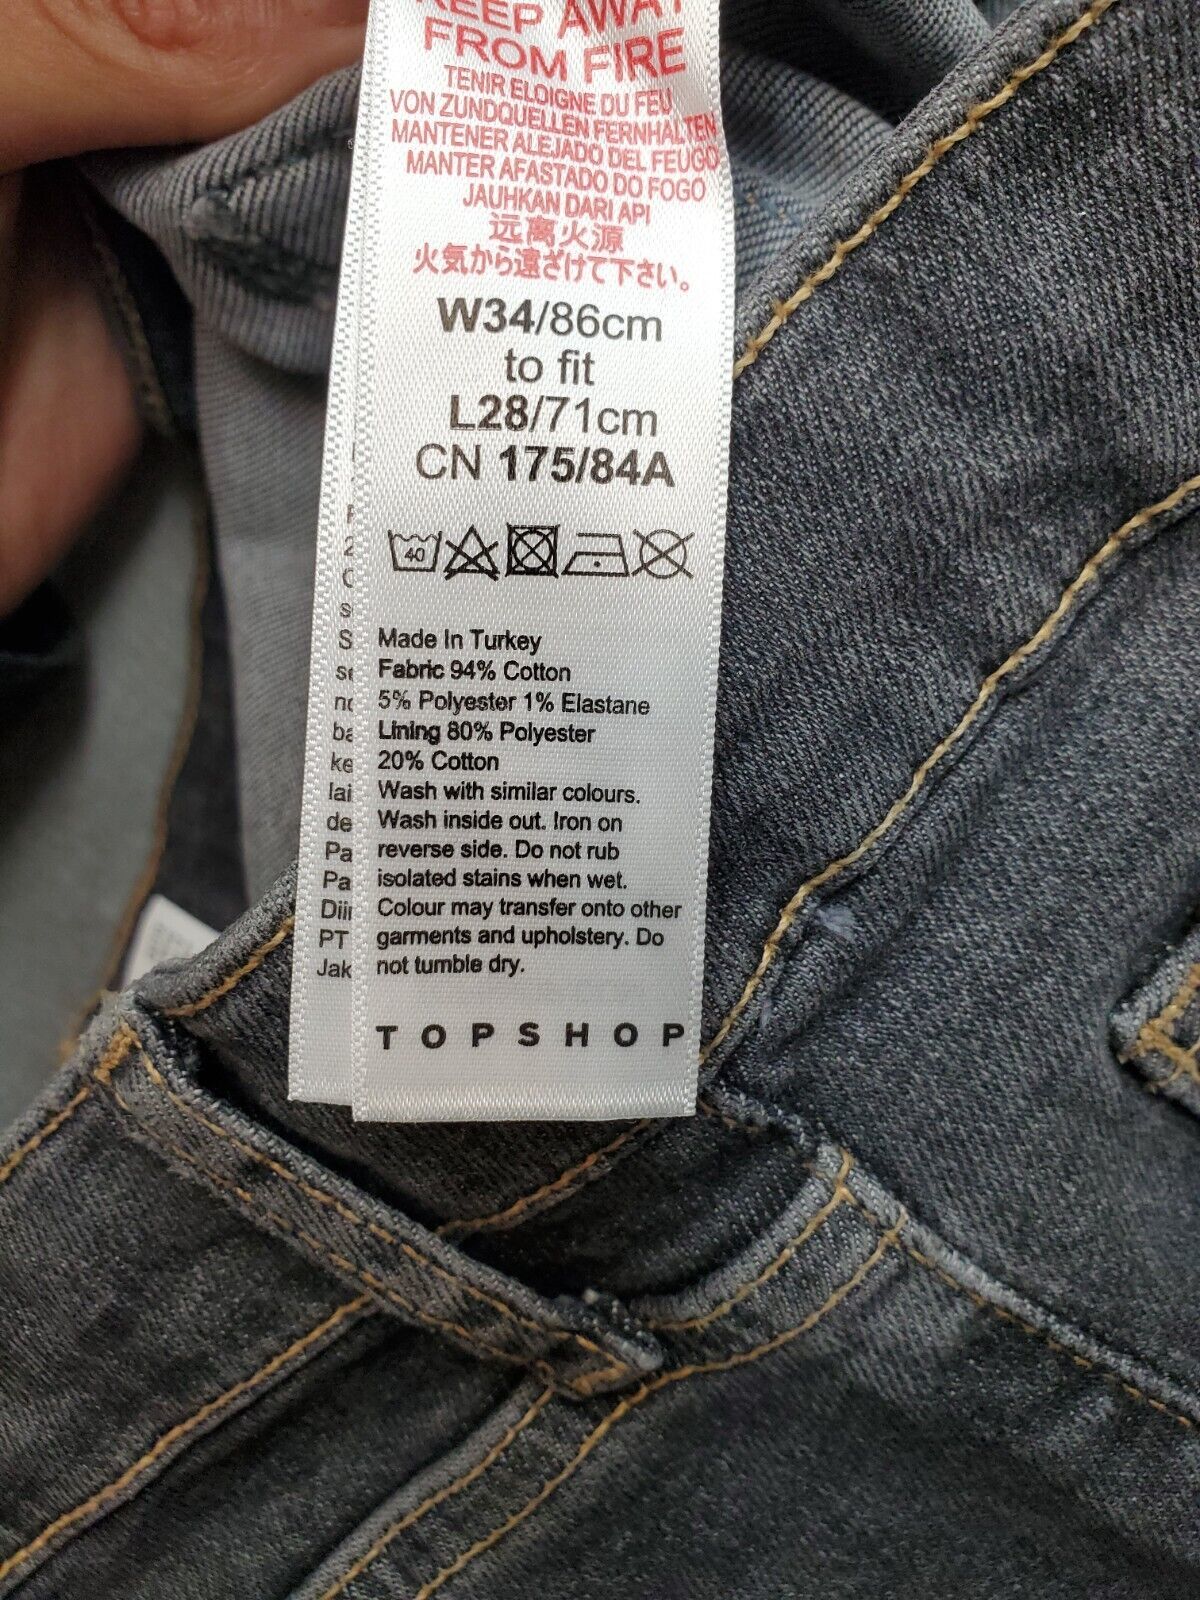 KEEP AWAY
FROM FIRE
TENIR ELOIGNE DU FEU
VON ZUNDQUELLEN FERNHALTEN
MANTENER ALEJADO DEL FEUGO
MANTER AFASTADO DO FOGO
JAUHKAN DARI API
远离火源
火気から遠ざけて下さい。
W34/86cm
to fit
L28/71cm
CN 175/84A
40
Made In Turkey
Fabric 94% Cotton
5% Polyester 1% Elastane
Lining 80% Polyester
20% Cotton
Wash with similar colours.
Wash inside out. Iron on
reverse side. Do not rub
isolated stains when wet.
Colour may transfer onto other
garments and upholstery. Do
not tumble dry.
TOPSHOP